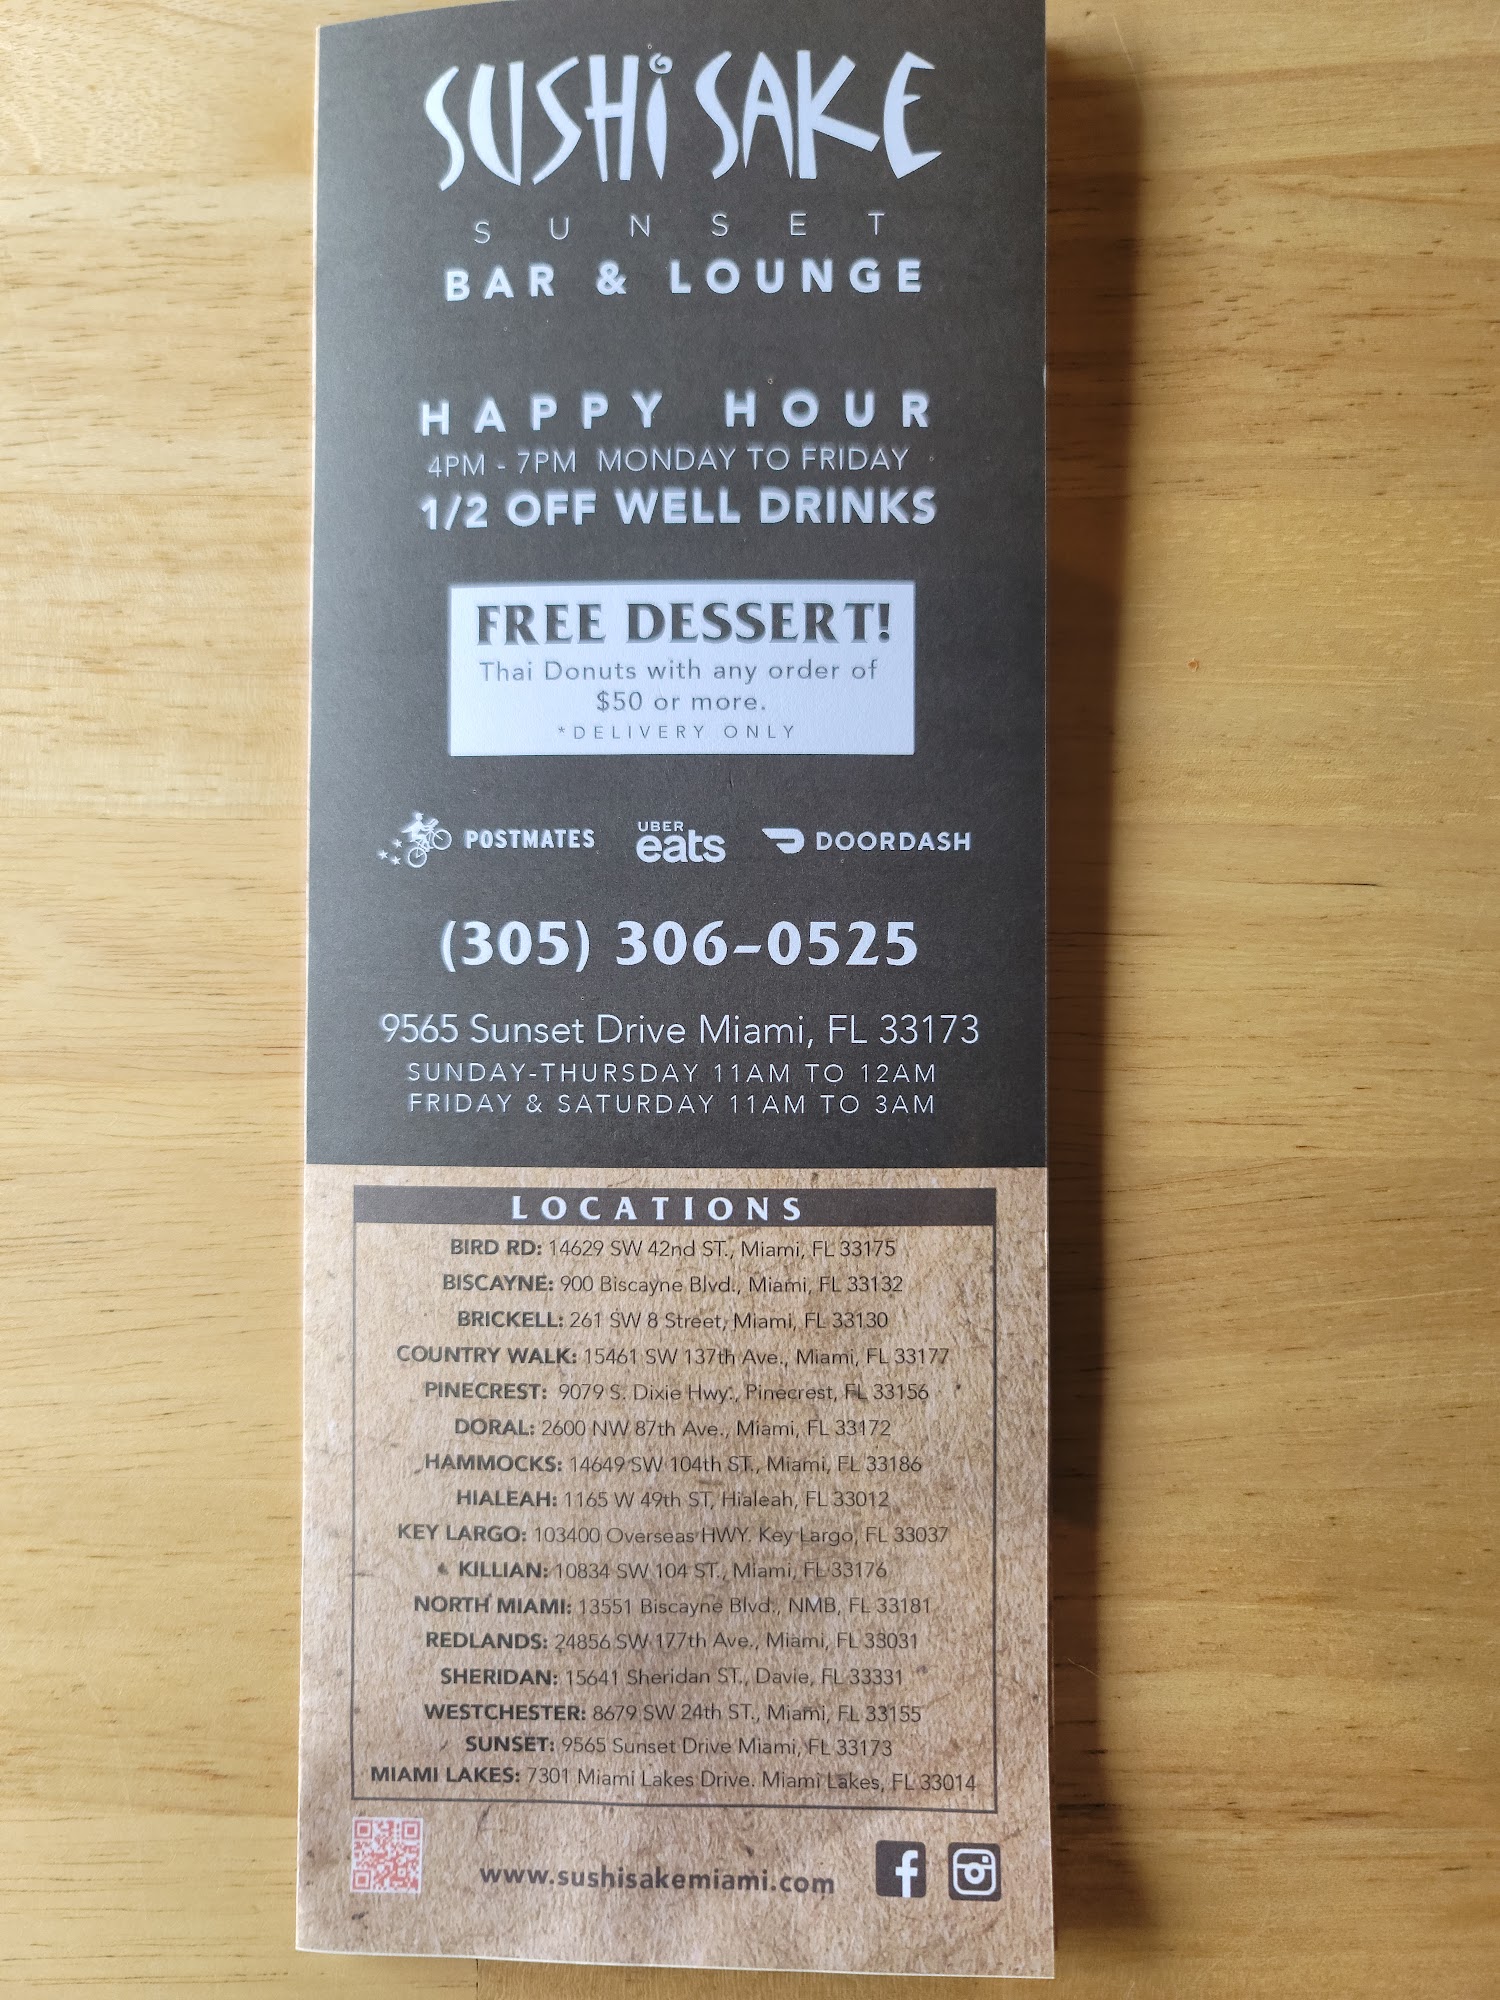 SUSHi SAKE
SUNSET
BAR & LOUNGE
HAPPY HOUR
4PM - 7PM MONDAY TO FRIDAY
1/2 OFF WELL DRINKS
FREE DESSERT!
Thai Donuts with any order of
$50 or more.
*DELIVERY ONLY
POSTMATES UBER eats DOORDASH
(305) 306-0525
9565 Sunset Drive Miami, FL 33173
SUNDAY-THURSDAY 11AM TO 12AM
FRIDAY & SATURDAY 11AM TO 3AM
LOCATIONS
BIRD RD: 14629 SW 42nd ST., Miami, FL 33175
BISCAYNE: 900 Biscayne Blvd., Miami, FL 33132
BRICKELL: 261 SW 8 Street, Miami, FL 33130
COUNTRY WALK: 15461 SW 137th Ave., Miami, FL 33177
PINECREST: 9079 S. Dixie Hwy., Pinecrest, FL 33156
DORAL: 2600 NW 87th Ave., Miami, FL 33172
HAMMOCKS: 14649 SW 104th ST., Miami, FL 33186
HIALEAH: 1165 W 49th ST, Hialeah, FL 33012
KEY LARGO: 103400 Overseas HWY. Key Largo, FL 33037
KILLIAN: 10834 SW 104 ST., Miami, FL 33176
NORTH MIAMI: 13551 Biscayne Blvd., NMB, FL 33181
REDLANDS: 24856 SW 177th Ave., Miami, FL 33031
SHERIDAN: 15641 Sheridan ST., Davie, FL 33331
WESTCHESTER: 8679 SW 24th ST., Miami, FL 33155
SUNSET: 9565 Sunset Drive Miami, FL 33173
MIAMI LAKES: 7301 Miami Lakes Drive. Miami Lakes, FL 33014
www.sushisakemiami.com